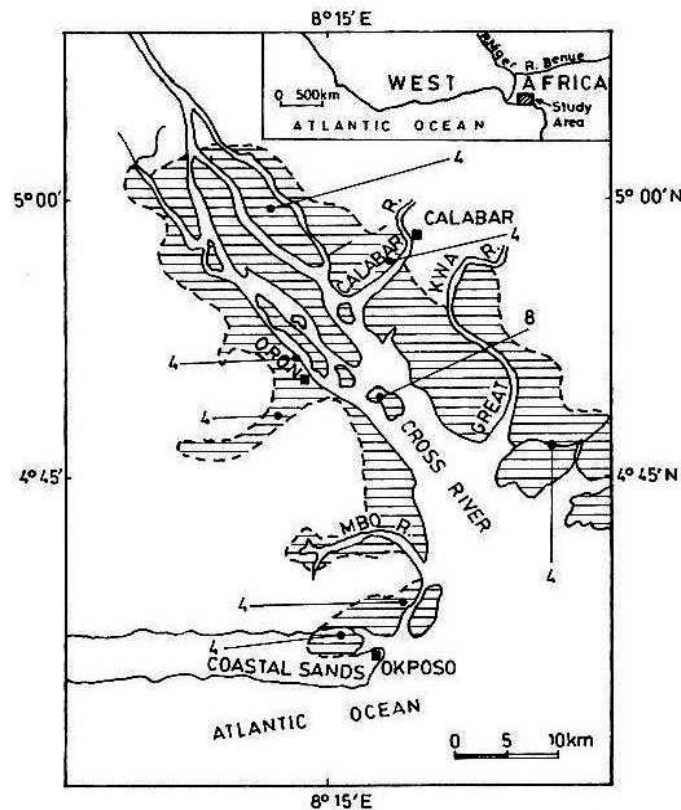 8° 15′ E
R. Niger
R. Benue
WEST AFRICA
0 500km
Study
Area
ATLANTIC OCEAN
4
5° 00′
5° 00′ N
R.
CALABAR
4
CALABAR
R.
KWA
8
4
ORON
4
GREAT
CROSS RIVER
4° 45′
4° 45′ N
MBO R.
4
4
4
COASTAL SANDS
OKPOSO
ATLANTIC OCEAN
0 5 10km
8° 15′ E